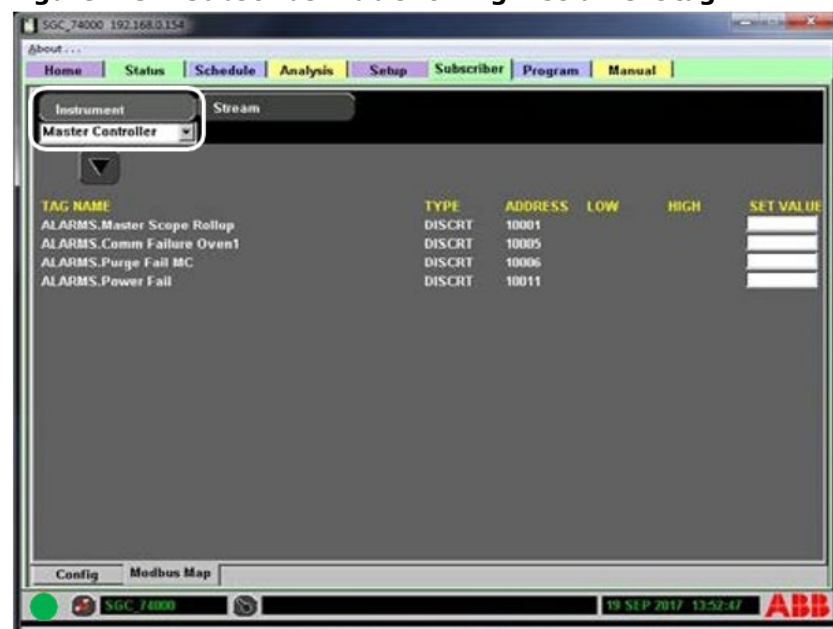 SGC_74000 192.168.0.154
About . . .
Home Status Schedule Analysis Setup Subscriber Program Manual
Instrument Stream
Master Controller
TAG NAME TYPE ADDRESS LOW HIGH SET VALUE
ALARMS.Master Scope Rollup DISCRT 10001
ALARMS.Comm Failure Oven1 DISCRT 10005
ALARMS.Purge Fail MC DISCRT 10006
ALARMS.Power Fail DISCRT 10011
Config Modbus Map
SGC_74000 19 SEP 2017 13:52:47 ABB